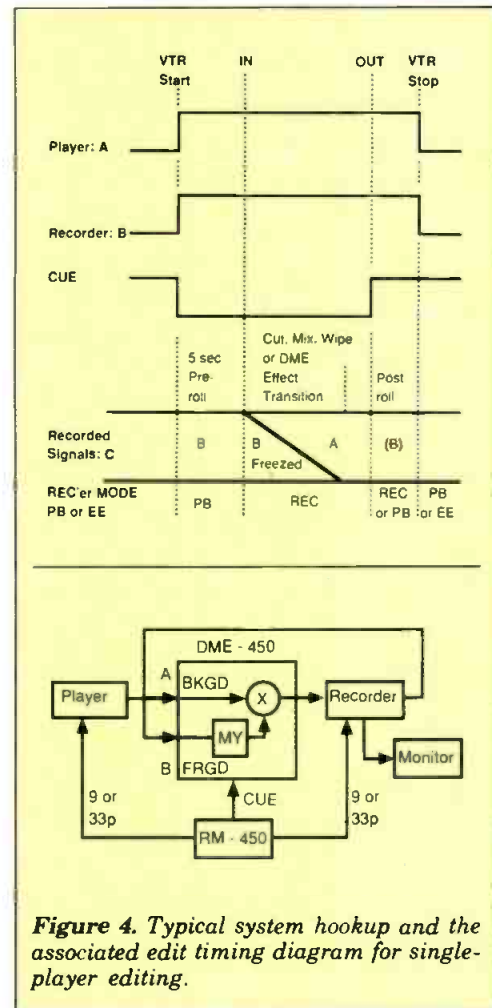 VTR Start IN OUT VTR Stop
Player: A
Recorder: B
CUE
5 sec Pre-roll
Cut. Mix. Wipe or DME Effect Transition
Post roll
Recorded Signals: C
B B Freezed A (B)
REC'er MODE PB or EE
PB REC REC or PB PB or EE
DME - 450
Player
A BKGD
X
Recorder
MY
B FRGD
Monitor
9 or 33p
CUE
9 or 33p
RM - 450
Figure 4. Typical system hookup and the
associated edit timing diagram for single-
player editing.